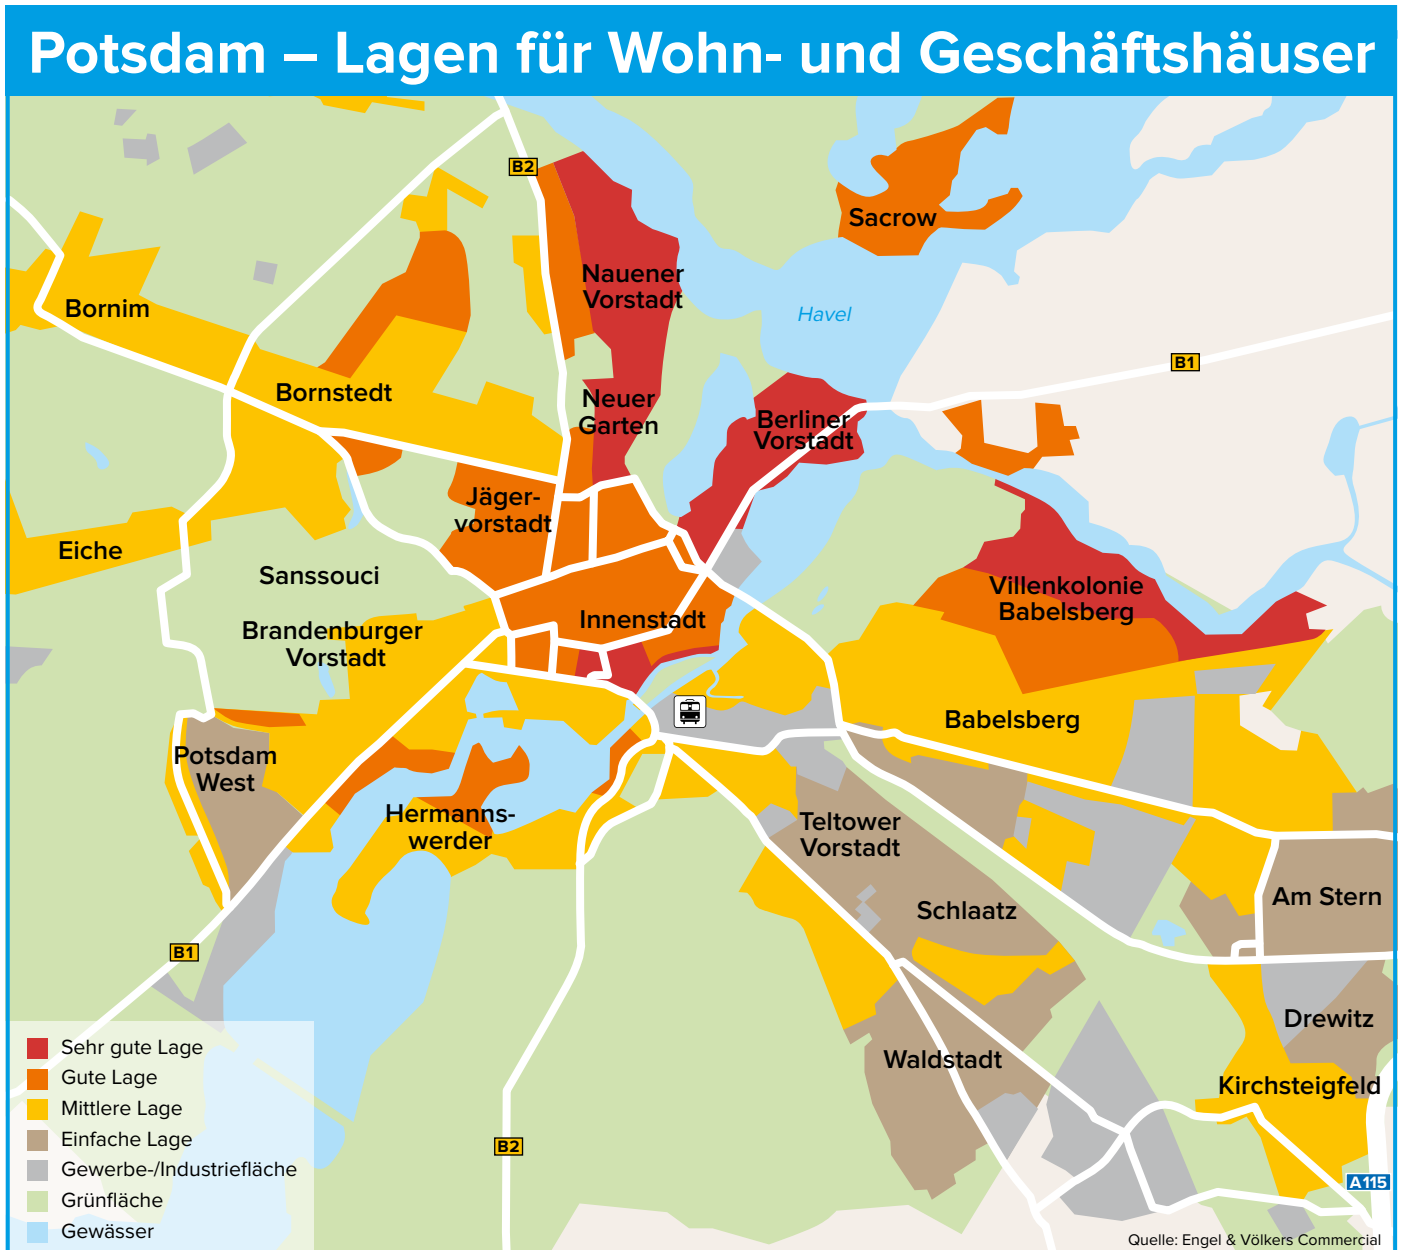 Potsdam – Lagen für Wohn- und Geschäftshäuser
B2
Sacrow
Nauener
Vorstadt
Bornim
Havel
B1
Bornstedt
Neuer
Garten
Berliner
Vorstadt
Jäger-
vorstadt
Eiche
Sanssouci
Villenkolonie
Babelsberg
Innenstadt
Brandenburger
Vorstadt
Babelsberg
Potsdam
West
Hermanns-
werder
Teltower
Vorstadt
Am Stern
Schlaatz
B1
Drewitz
Waldstadt
Kirchsteigfeld
B2
A115
Sehr gute Lage
Gute Lage
Mittlere Lage
Einfache Lage
Gewerbe-/Industriefläche
Grünfläche
Gewässer
Quelle: Engel & Völkers Commercial